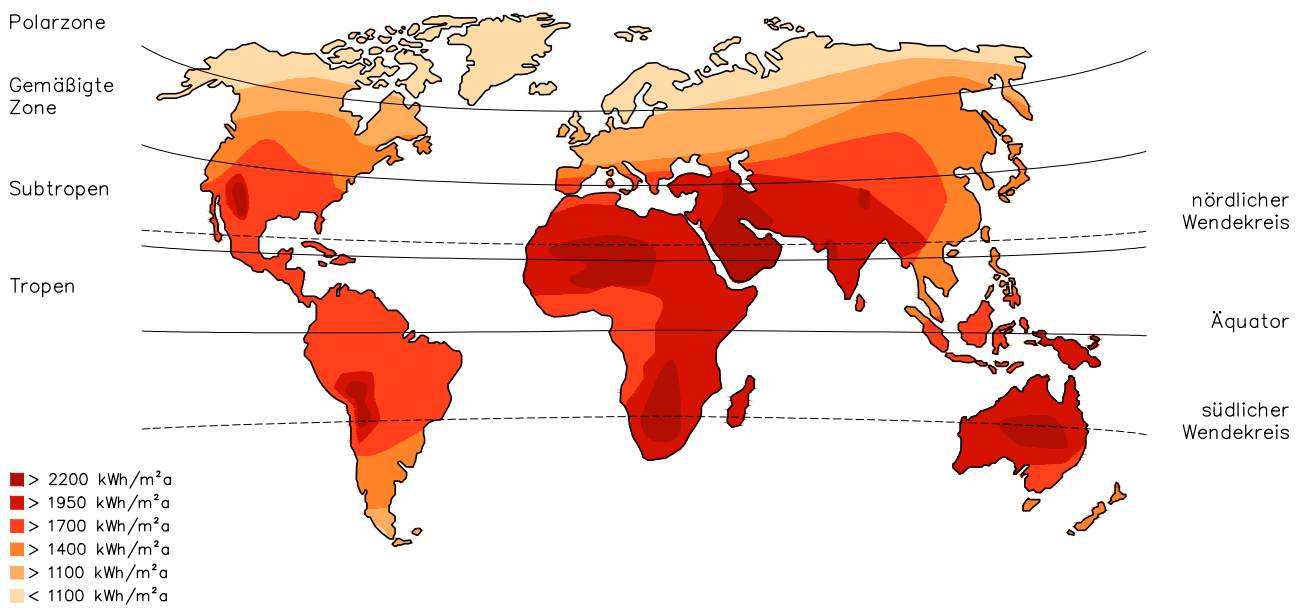 Polarzone
Gemäßigte
Zone
Subtropen
nördlicher
Wendekreis
Tropen
Äquator
südlicher
Wendekreis
> 2200 kWh/m²a
> 1950 kWh/m²a
> 1700 kWh/m²a
> 1400 kWh/m²a
> 1100 kWh/m²a
< 1100 kWh/m²a